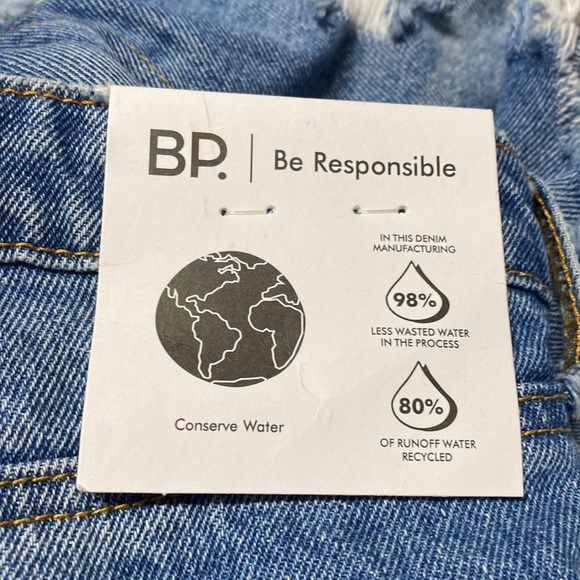 BP. | Be Responsible
IN THIS DENIM
MANUFACTURING
98%
LESS WASTED WATER
IN THE PROCESS
80%
OF RUNOFF WATER
RECYCLED
Conserve Water